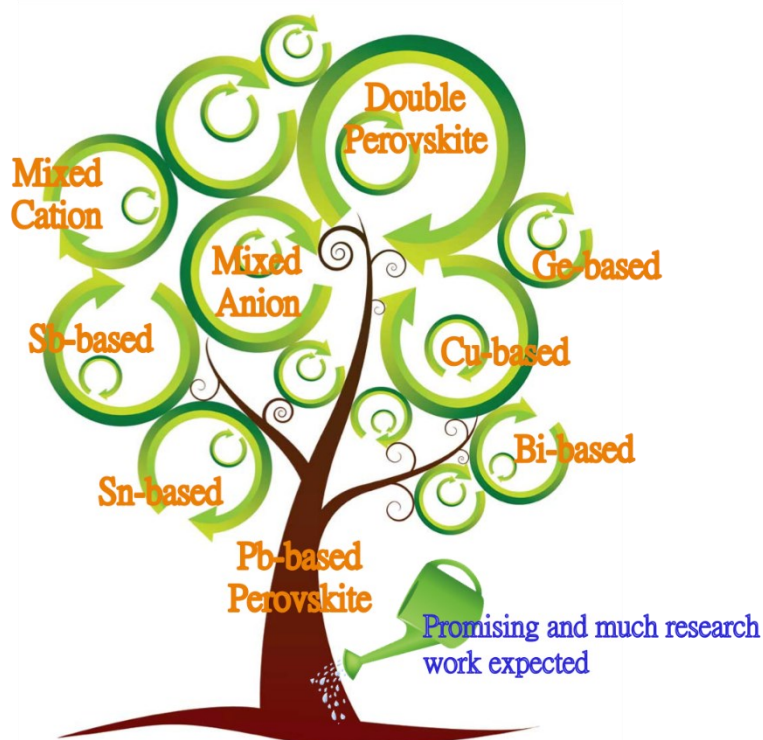 Double
Perovskite
Mixed
Cation
Mixed
Anion
Ge-based
Sb-based
Cu-based
Bi-based
Sn-based
Pb-based
Perovskite
Promising and much research
work expected